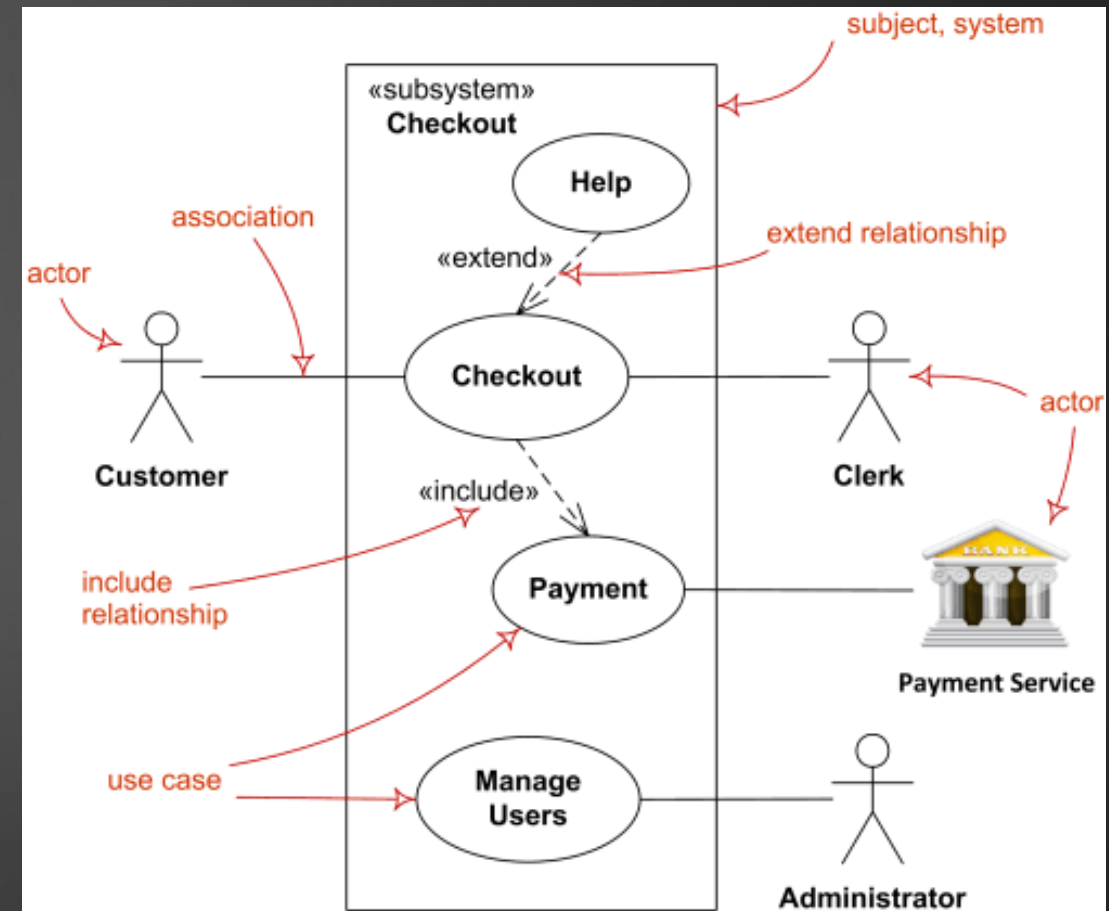 subject, system
«subsystem»
Checkout
Help
association
extend relationship
«extend»
actor
Checkout
actor
Customer
Clerk
«include»
BANK
include
relationship
Payment
Payment Service
use case
Manage
Users
Administrator